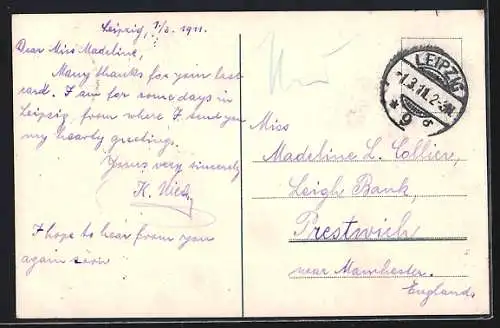 Leipzig, 1/3. 1911.
Dear Miss Madeline,
Many thanks for your last
card. I am for some days in
Leipzig, from where I send you
my hearty greetings.
Yours very sincerely
K.
I hope to hear from you
again soon
LEIPZIG
-1.3.11.2-3N.
* 9
Miss
Madeline L. Collier,
Leigh Bank,
Prestwich
near Manchester.
England.